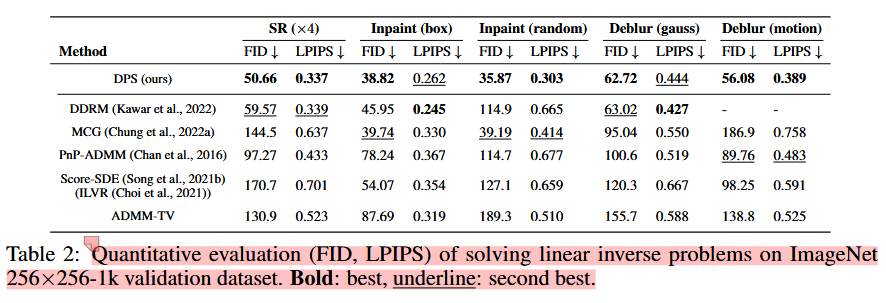 SR (×4) Inpaint (box) Inpaint (random) Deblur (gauss) Deblur (motion)
Method FID ↓ LPIPS ↓ FID ↓ LPIPS ↓ FID ↓ LPIPS ↓ FID ↓ LPIPS ↓ FID ↓ LPIPS ↓
DPS (ours) 50.66 0.337 38.82 0.262 35.87 0.303 62.72 0.444 56.08 0.389
DDRM (Kawar et al., 2022) 59.57 0.339 45.95 0.245 114.9 0.665 63.02 0.427 - -
MCG (Chung et al., 2022a) 144.5 0.637 39.74 0.330 39.19 0.414 95.04 0.550 186.9 0.758
PnP-ADMM (Chan et al., 2016) 97.27 0.433 78.24 0.367 114.7 0.677 100.6 0.519 89.76 0.483
Score-SDE (Song et al., 2021b) 170.7 0.701 54.07 0.354 127.1 0.659 120.3 0.667 98.25 0.591
(ILVR (Choi et al., 2021))
ADMM-TV 130.9 0.523 87.69 0.319 189.3 0.510 155.7 0.588 138.8 0.525
Table 2: Quantitative evaluation (FID, LPIPS) of solving linear inverse problems on ImageNet
256×256-1k validation dataset. Bold: best, underline: second best.